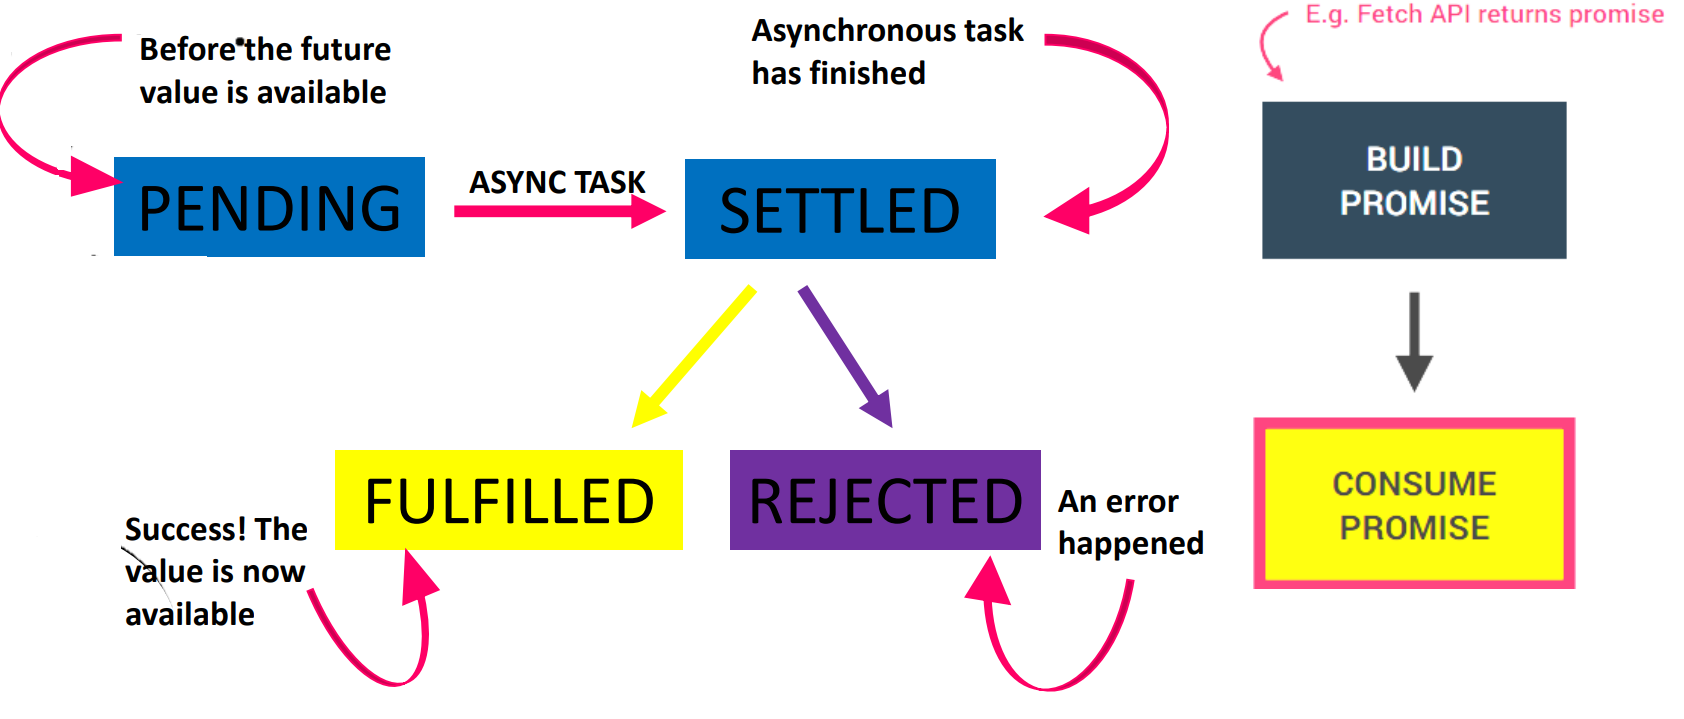 Before the future
value is available
PENDING
ASYNC TASK
Asynchronous task
has finished
SETTLED
FULFILLED
Success! The
value is now
available
REJECTED
An error
happened
E.g. Fetch API returns promise
BUILD
PROMISE
CONSUME
PROMISE